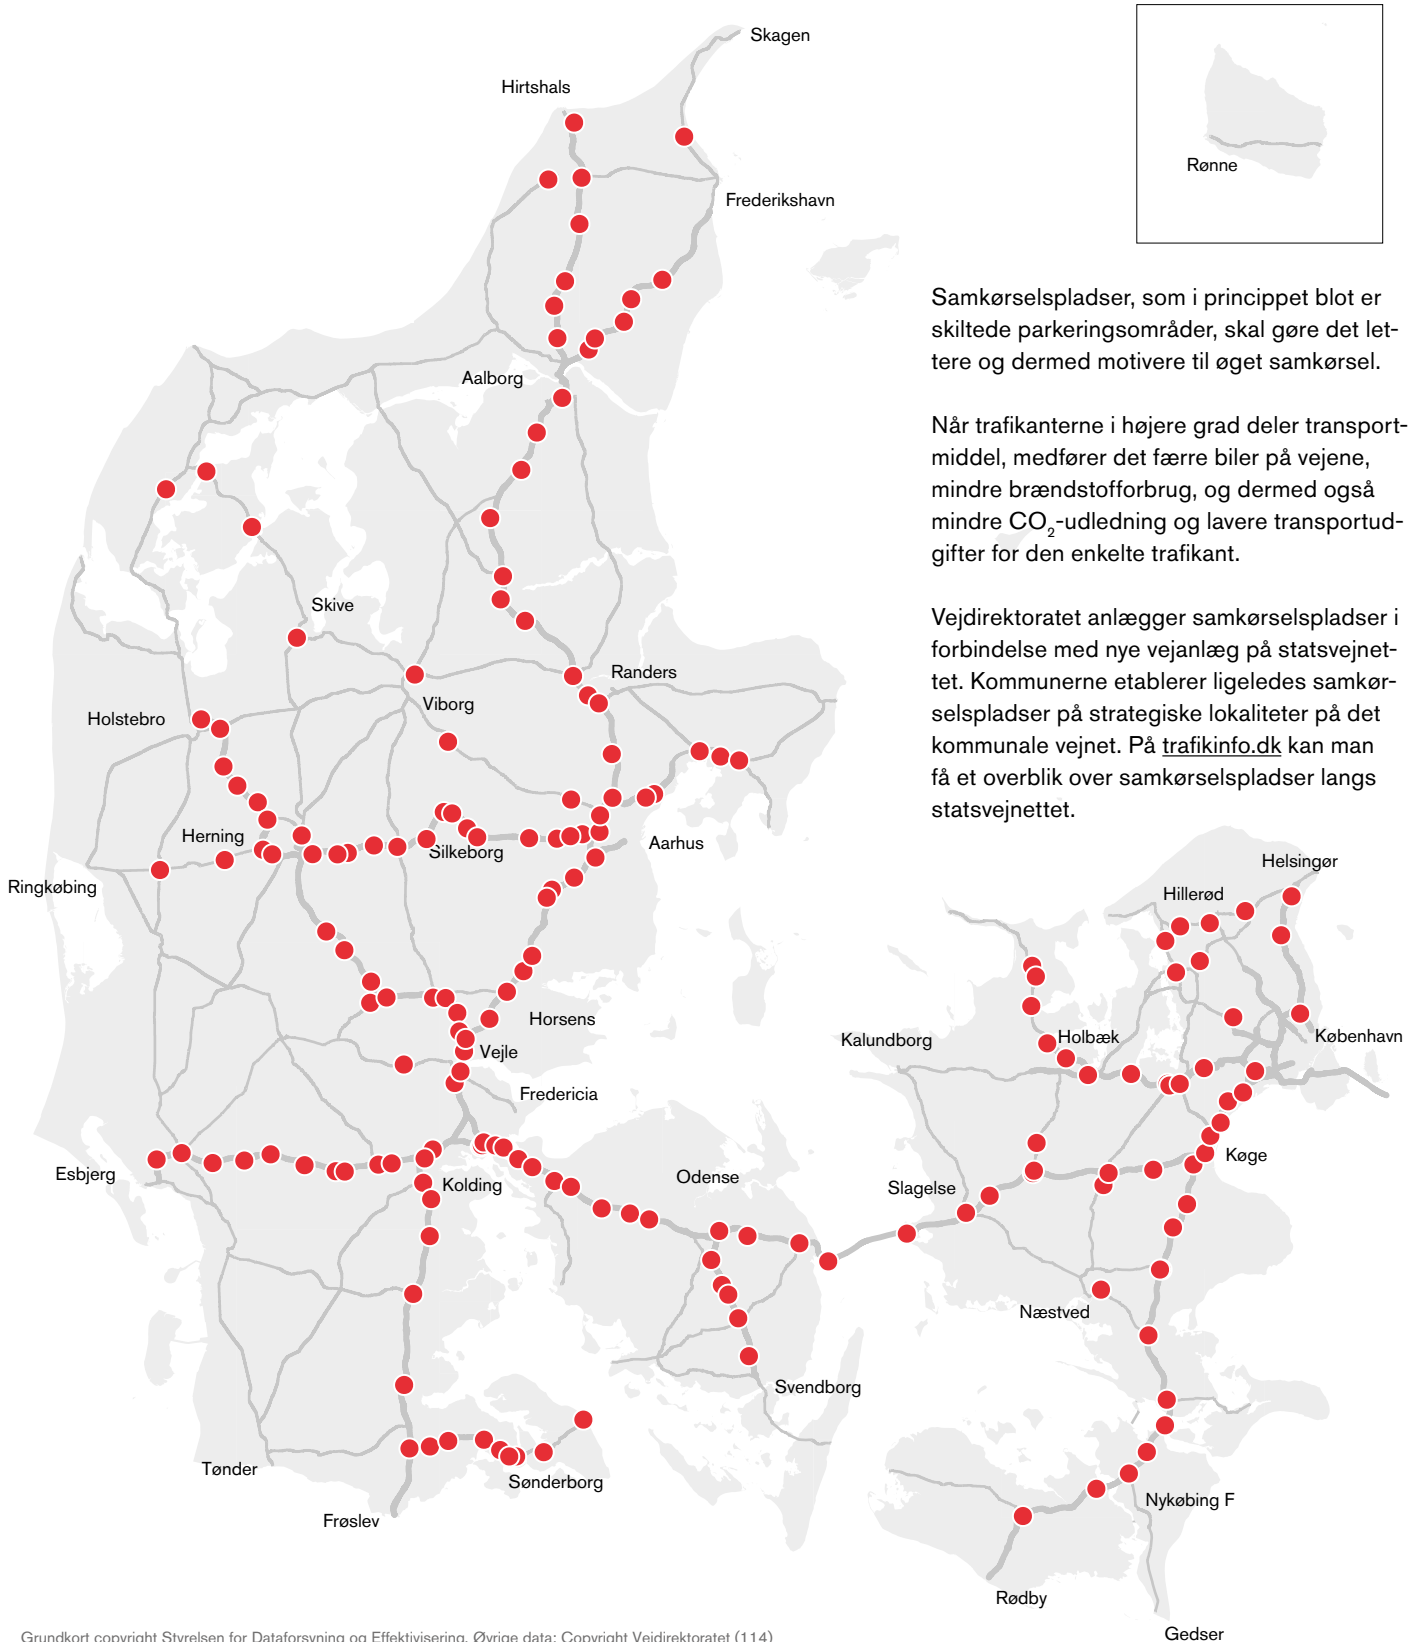 Skagen
Hirtshals
Rønne
Frederikshavn
Samkørselspladser, som i princippet blot er
skiltede parkeringsområder, skal gøre det let-
tere og dermed motivere til øget samkørsel.
Aalborg
Når trafikanterne i højere grad deler transport-
middel, medfører det færre biler på vejene,
mindre brændstofforbrug, og dermed også
mindre CO₂-udledning og lavere transportud-
gifter for den enkelte trafikant.
Skive
Vejdirektoratet anlægger samkørselspladser i
forbindelse med nye vejanlæg på statsvejnet-
tet. Kommunerne etablerer ligeledes samkør-
selspladser på strategiske lokaliteter på det
kommunale vejnet. På trafikinfo.dk kan man
få et overblik over samkørselspladser langs
statsvejnettet.
Randers
Viborg
Holstebro
Herning
Silkeborg
Aarhus
Ringkøbing
Helsingør
Hillerød
Horsens
Vejle
Kalundborg
Holbæk
København
Fredericia
Esbjerg
Kolding
Odense
Slagelse
Køge
Næstved
Svendborg
Tønder
Sønderborg
Frøslev
Nykøbing F
Rødby
Gedser
Grundkort copyright Styrelsen for Dataforsyning og Effektivisering. Øvrige data: Copyright Vejdirektoratet (114)